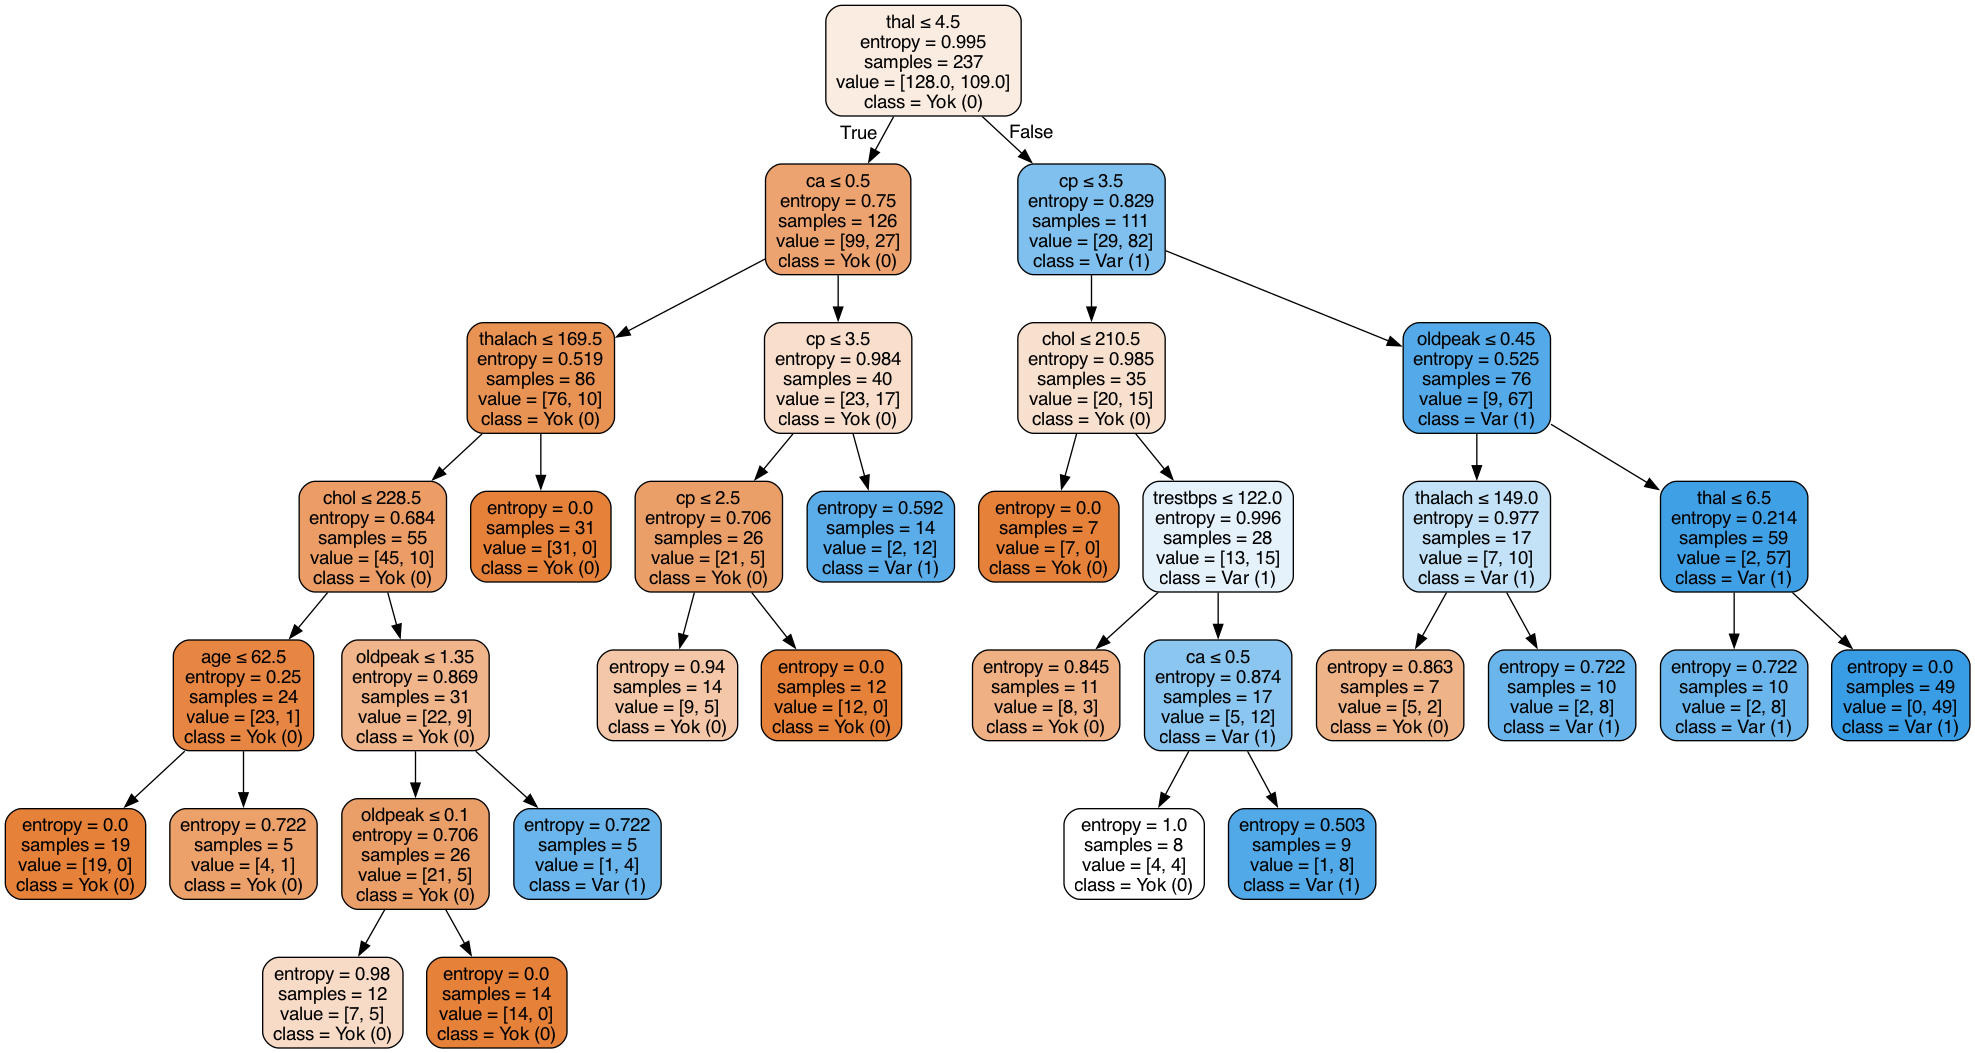 thal ≤ 4.5
entropy = 0.995
samples = 237
value = [128.0, 109.0]
class = Yok (0)
True
False
ca ≤ 0.5
entropy = 0.75
samples = 126
value = [99, 27]
class = Yok (0)
cp ≤ 3.5
entropy = 0.829
samples = 111
value = [29, 82]
class = Var (1)
thalach ≤ 169.5
entropy = 0.519
samples = 86
value = [76, 10]
class = Yok (0)
cp ≤ 3.5
entropy = 0.984
samples = 40
value = [23, 17]
class = Yok (0)
chol ≤ 210.5
entropy = 0.985
samples = 35
value = [20, 15]
class = Yok (0)
oldpeak ≤ 0.45
entropy = 0.525
samples = 76
value = [9, 67]
class = Var (1)
chol ≤ 228.5
entropy = 0.684
samples = 55
value = [45, 10]
class = Yok (0)
entropy = 0.0
samples = 31
value = [31, 0]
class = Yok (0)
cp ≤ 2.5
entropy = 0.706
samples = 26
value = [21, 5]
class = Yok (0)
entropy = 0.592
samples = 14
value = [2, 12]
class = Var (1)
entropy = 0.0
samples = 7
value = [7, 0]
class = Yok (0)
trestbps ≤ 122.0
entropy = 0.996
samples = 28
value = [13, 15]
class = Var (1)
thalach ≤ 149.0
entropy = 0.977
samples = 17
value = [7, 10]
class = Var (1)
thal ≤ 6.5
entropy = 0.214
samples = 59
value = [2, 57]
class = Var (1)
age ≤ 62.5
entropy = 0.25
samples = 24
value = [23, 1]
class = Yok (0)
oldpeak ≤ 1.35
entropy = 0.869
samples = 31
value = [22, 9]
class = Yok (0)
entropy = 0.94
samples = 14
value = [9, 5]
class = Yok (0)
entropy = 0.0
samples = 12
value = [12, 0]
class = Yok (0)
entropy = 0.845
samples = 11
value = [8, 3]
class = Yok (0)
ca ≤ 0.5
entropy = 0.874
samples = 17
value = [5, 12]
class = Var (1)
entropy = 0.863
samples = 7
value = [5, 2]
class = Yok (0)
entropy = 0.722
samples = 10
value = [2, 8]
class = Var (1)
entropy = 0.722
samples = 10
value = [2, 8]
class = Var (1)
entropy = 0.0
samples = 49
value = [0, 49]
class = Var (1)
entropy = 0.0
samples = 19
value = [19, 0]
class = Yok (0)
entropy = 0.722
samples = 5
value = [4, 1]
class = Yok (0)
oldpeak ≤ 0.1
entropy = 0.706
samples = 26
value = [21, 5]
class = Yok (0)
entropy = 0.722
samples = 5
value = [1, 4]
class = Var (1)
entropy = 1.0
samples = 8
value = [4, 4]
class = Yok (0)
entropy = 0.503
samples = 9
value = [1, 8]
class = Var (1)
entropy = 0.98
samples = 12
value = [7, 5]
class = Yok (0)
entropy = 0.0
samples = 14
value = [14, 0]
class = Yok (0)